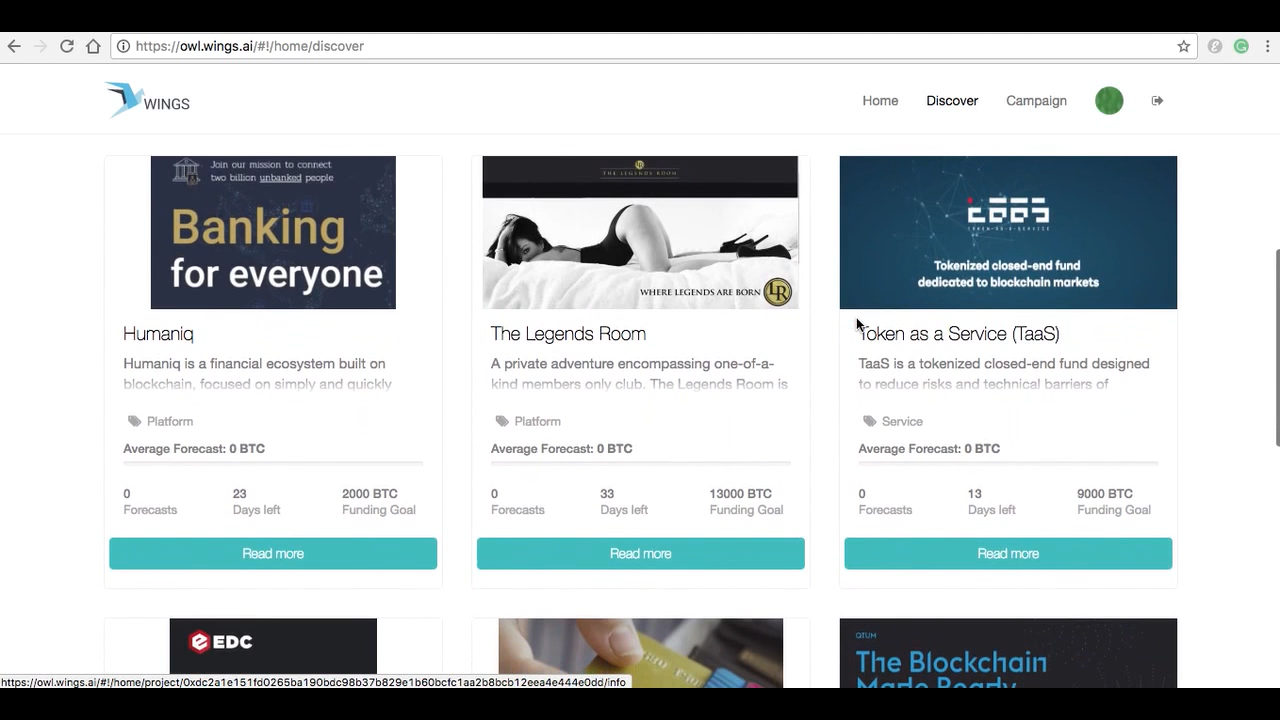 https://owl.wings.ai/#!/home/discover
WINGS
Home
Discover
Campaign
Join our mission to connect
two billion unbanked people
Banking
for everyone
Humaniq
Humaniq is a financial ecosystem built on
blockchain, focused on simply and quickly
Platform
Average Forecast: 0 BTC
0
23
2000 BTC
Forecasts
Days left
Funding Goal
Read more
THE LEGENDS ROOM
WHERE LEGENDS ARE BORN
LR
The Legends Room
A private adventure encompassing one-of-a-
kind members only club. The Legends Room is
Platform
Average Forecast: 0 BTC
0
33
13000 BTC
Forecasts
Days left
Funding Goal
Read more
taas
TOKEN-AS-A-SERVICE
Tokenized closed-end fund
dedicated to blockchain markets
Token as a Service (TaaS)
TaaS is a tokenized closed-end fund designed
to reduce risks and technical barriers of
Service
Average Forecast: 0 BTC
0
13
9000 BTC
Forecasts
Days left
Funding Goal
Read more
EDC
QTUM
The Blockchain
Made Ready
https://owl.wings.ai/#!/home/project/0xdc2a1e151fd0265ba190bdc98b37b829e1b60bcfc1aa2b8bcb12eea4e444e0dd/info